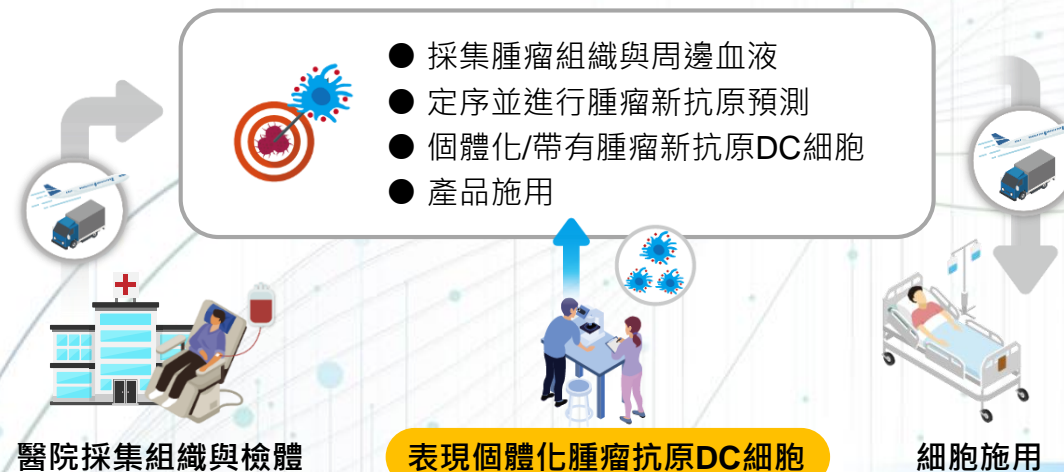 ● 採集腫瘤組織與周邊血液
● 定序並進行腫瘤新抗原預測
● 個體化/帶有腫瘤新抗原DC細胞
● 產品施用
醫院採集組織與檢體
表現個體化腫瘤抗原DC細胞
細胞施用